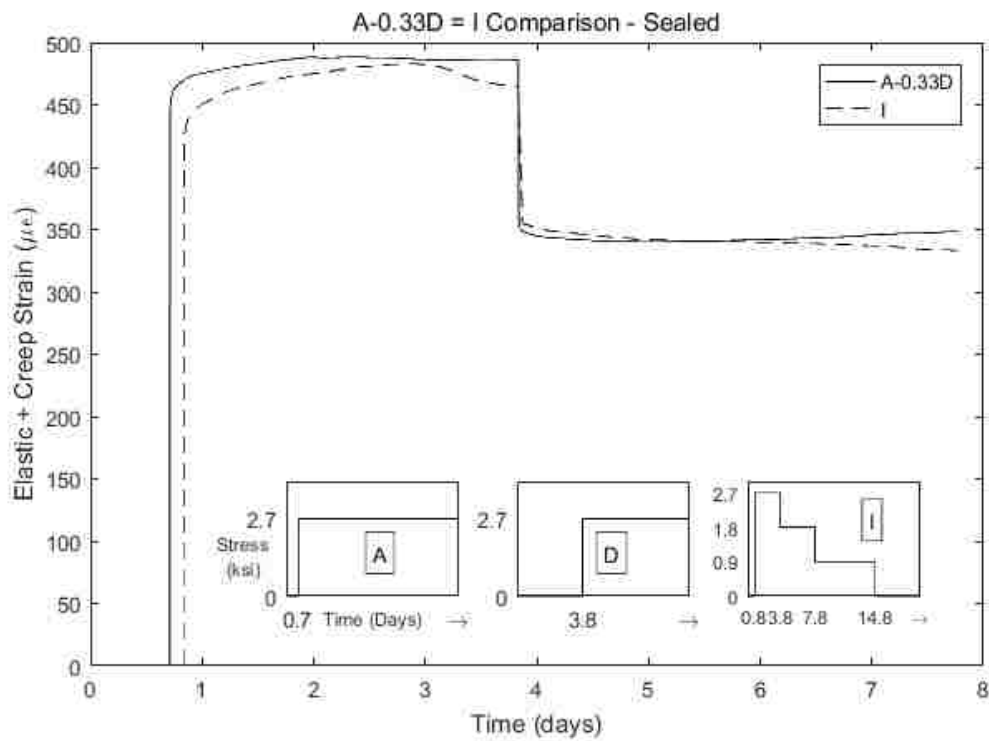 A-0.33D = I Comparison - Sealed
500
450
400
350
300
250
200
150
100
50
0
Elastic + Creep Strain (με)
A-0.33D
I
2.7
Stress
(ksi)
0
A
0.7 Time (Days) →
2.7
0
D
3.8 →
2.7
1.8
0.9
0
I
0.8 3.8 7.8 14.8 →
0 1 2 3 4 5 6 7 8
Time (days)